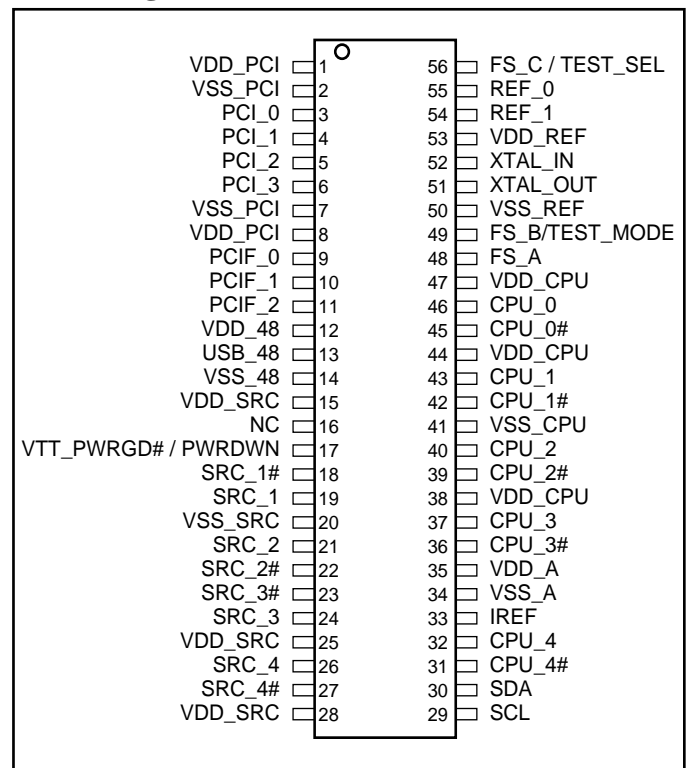 VDD_PCI 1 56 FS_C / TEST_SEL
VSS_PCI 2 55 REF_0
PCI_0 3 54 REF_1
PCI_1 4 53 VDD_REF
PCI_2 5 52 XTAL_IN
PCI_3 6 51 XTAL_OUT
VSS_PCI 7 50 VSS_REF
VDD_PCI 8 49 FS_B/TEST_MODE
PCIF_0 9 48 FS_A
PCIF_1 10 47 VDD_CPU
PCIF_2 11 46 CPU_0
VDD_48 12 45 CPU_0#
USB_48 13 44 VDD_CPU
VSS_48 14 43 CPU_1
VDD_SRC 15 42 CPU_1#
NC 16 41 VSS_CPU
VTT_PWRGD# / PWRDWN 17 40 CPU_2
SRC_1# 18 39 CPU_2#
SRC_1 19 38 VDD_CPU
VSS_SRC 20 37 CPU_3
SRC_2 21 36 CPU_3#
SRC_2# 22 35 VDD_A
SRC_3# 23 34 VSS_A
SRC_3 24 33 IREF
VDD_SRC 25 32 CPU_4
SRC_4 26 31 CPU_4#
SRC_4# 27 30 SDA
VDD_SRC 28 29 SCL